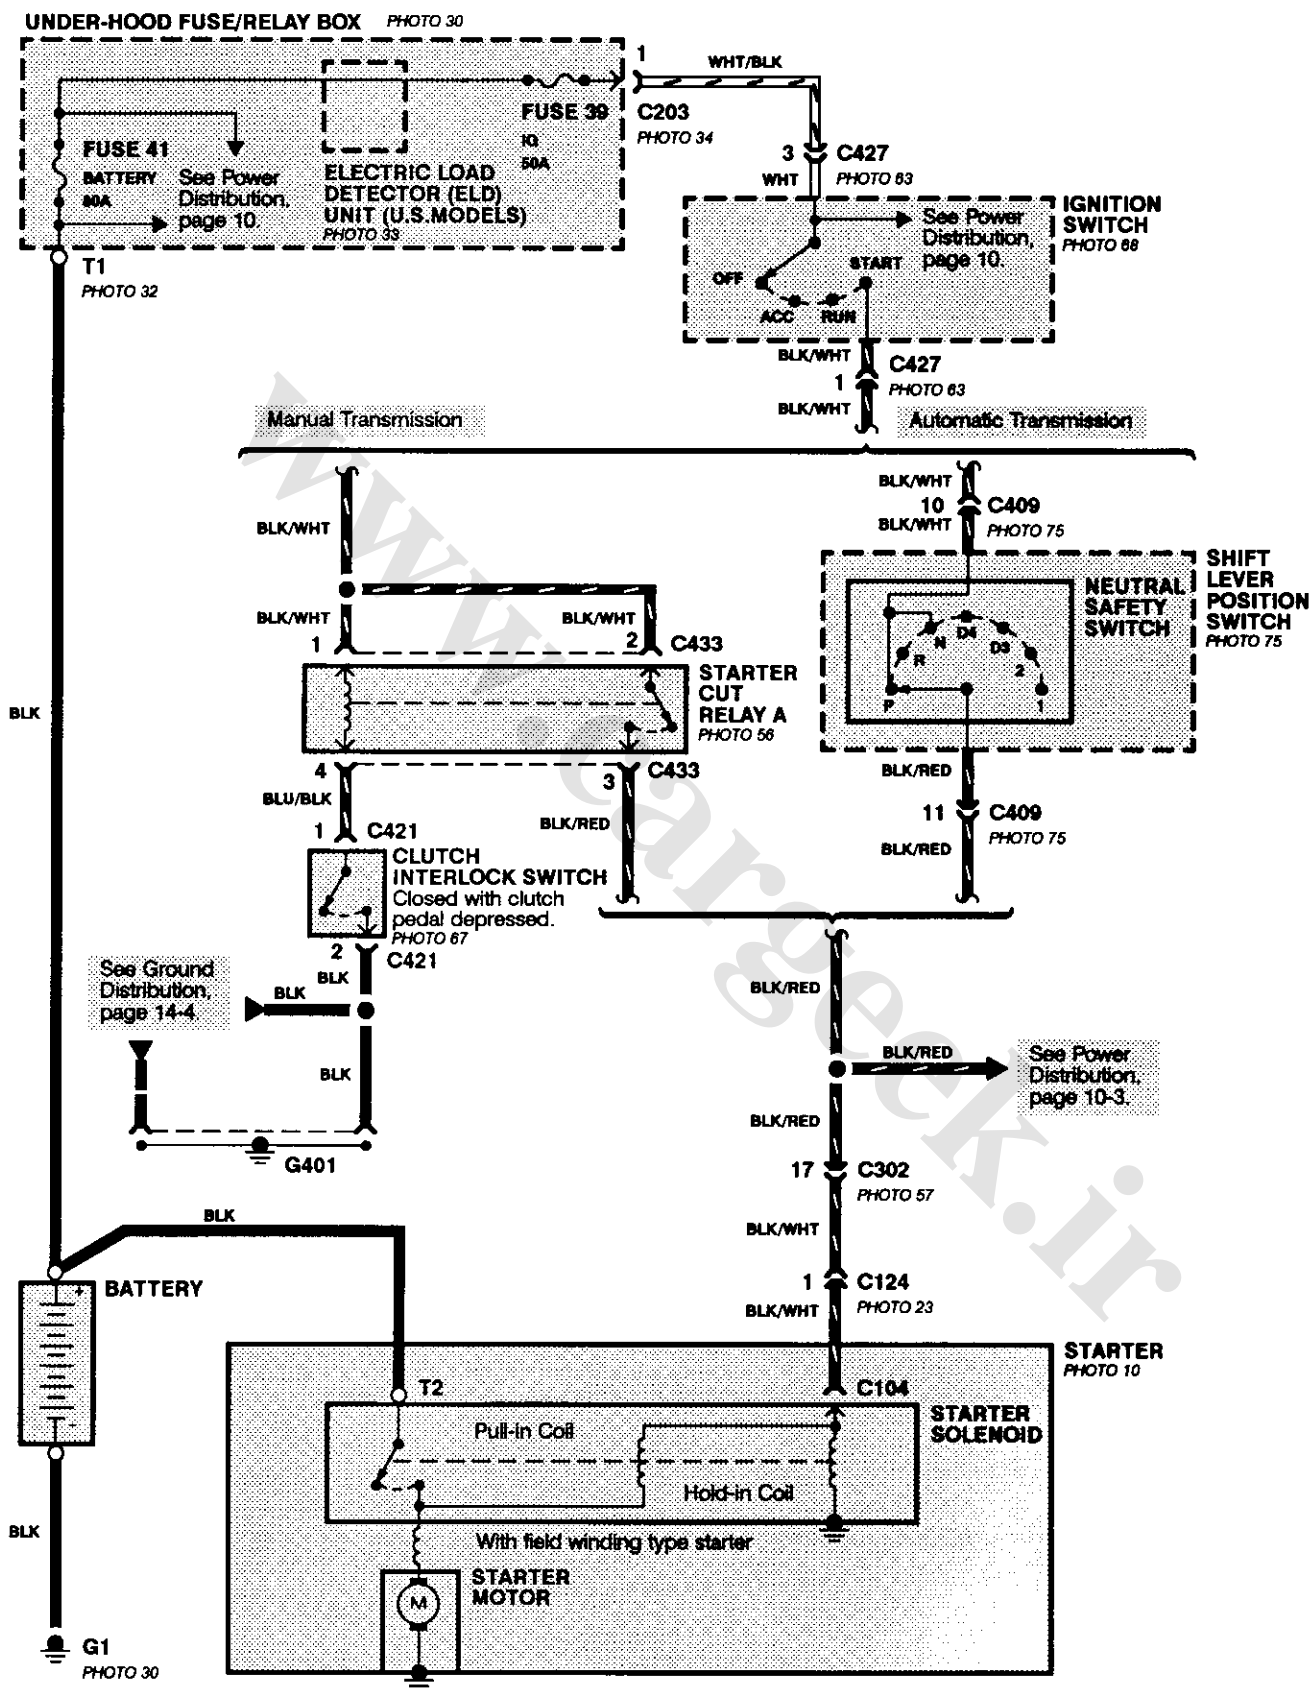 UNDER-HOOD FUSE/RELAY BOX PHOTO 30
1
WHT/BLK
FUSE 39
IG
50A
C203
PHOTO 34
FUSE 41
BATTERY
80A
See Power
Distribution,
page 10.
ELECTRIC LOAD
DETECTOR (ELD)
UNIT (U.S.MODELS)
PHOTO 33
3 C427
WHT PHOTO 63
IGNITION
SWITCH
PHOTO 68
See Power
Distribution,
page 10.
OFF
START
ACC RUN
T1
PHOTO 32
BLK/WHT
C427
1 PHOTO 63
BLK/WHT
Manual Transmission
Automatic Transmission
BLK/WHT
10 C409
BLK/WHT
PHOTO 75
BLK/WHT
SHIFT
LEVER
POSITION
SWITCH
PHOTO 75
NEUTRAL
SAFETY
SWITCH
P
R
N
D4
D3
2
1
BLK/WHT
BLK/WHT
1
2 C433
STARTER
CUT
RELAY A
PHOTO 56
BLK
4
3
C433
BLK/RED
BLU/BLK
BLK/RED
11 C409
PHOTO 75
BLK/RED
1 C421
CLUTCH
INTERLOCK SWITCH
Closed with clutch
pedal depressed.
PHOTO 67
2
C421
BLK
See Ground
Distribution,
page 14-4.
BLK
BLK
G401
BLK/RED
BLK/RED
See Power
Distribution,
page 10-3.
BLK/RED
17 C302
PHOTO 57
BLK/WHT
BLK
1 C124
PHOTO 23
BLK/WHT
BATTERY
+
-
STARTER
PHOTO 10
T2
C104
STARTER
SOLENOID
Pull-in Coil
Hold-in Coil
With field winding type starter
STARTER
MOTOR
M
BLK
G1
PHOTO 30
www.cargeek.ir